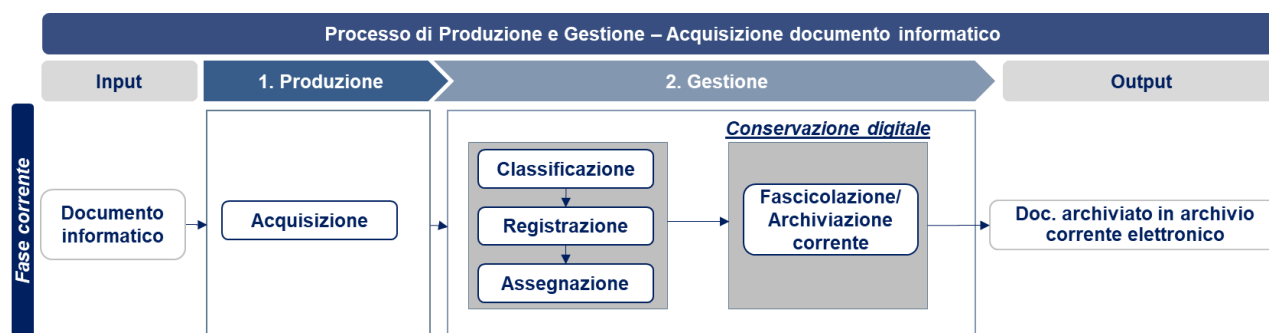 Processo di Produzione e Gestione – Acquisizione documento informatico
Input
1. Produzione
2. Gestione
Output
Fase corrente
Documento
informatico
Acquisizione
Classificazione
Registrazione
Assegnazione
Conservazione digitale
Fascicolazione/
Archiviazione
corrente
Doc. archiviato in archivio
corrente elettronico